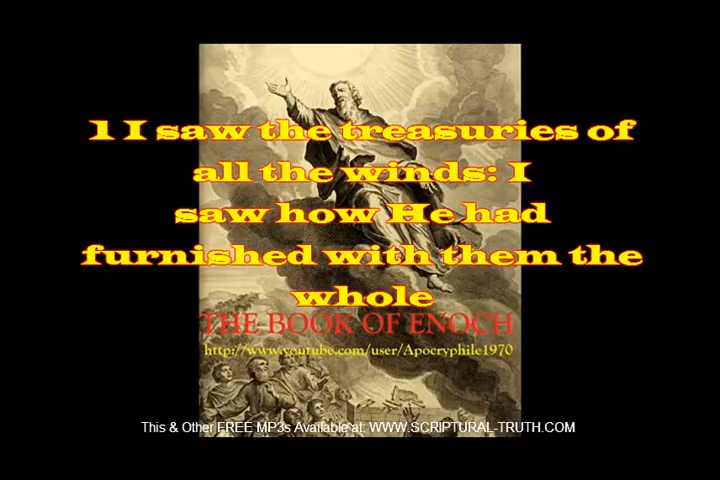 1 I saw the treasuries of
all the winds: I
saw how He had
furnished with them the
whole
THE BOOK OF ENOCH
http://www.youtube.com/user/Apocryphile1970
This & Other FREE MP3s Available at: WWW.SCRIPTURAL-TRUTH.COM